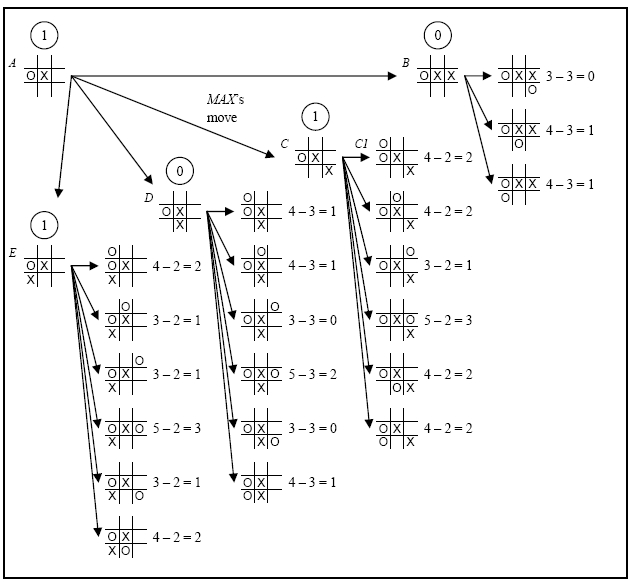 1
A
O X
MAX's
move
0
B
O X X
O X X 3 – 3 = 0
O
O X X 4 – 3 = 1
O
O X X 4 – 3 = 1
O
1
C
O X
X
C1
O
O X 4 – 2 = 2
X
O
O X 4 – 2 = 2
X
O
O X 3 – 2 = 1
X
O X O 5 – 2 = 3
X
O X 4 – 2 = 2
O X
O X 4 – 2 = 2
O X
0
D
O X
X
O
O X 4 – 3 = 1
X
O
O X 4 – 3 = 1
X
O
O X 3 – 3 = 0
X
O X O 5 – 3 = 2
X
O X 3 – 3 = 0
X O
O X 4 – 3 = 1
O X
1
E
O X
X
O
O X 4 – 2 = 2
X
O
O X 3 – 2 = 1
X
O
O X 3 – 2 = 1
X
O X O 5 – 2 = 3
X
O X 3 – 2 = 1
X O
O X 4 – 2 = 2
X O